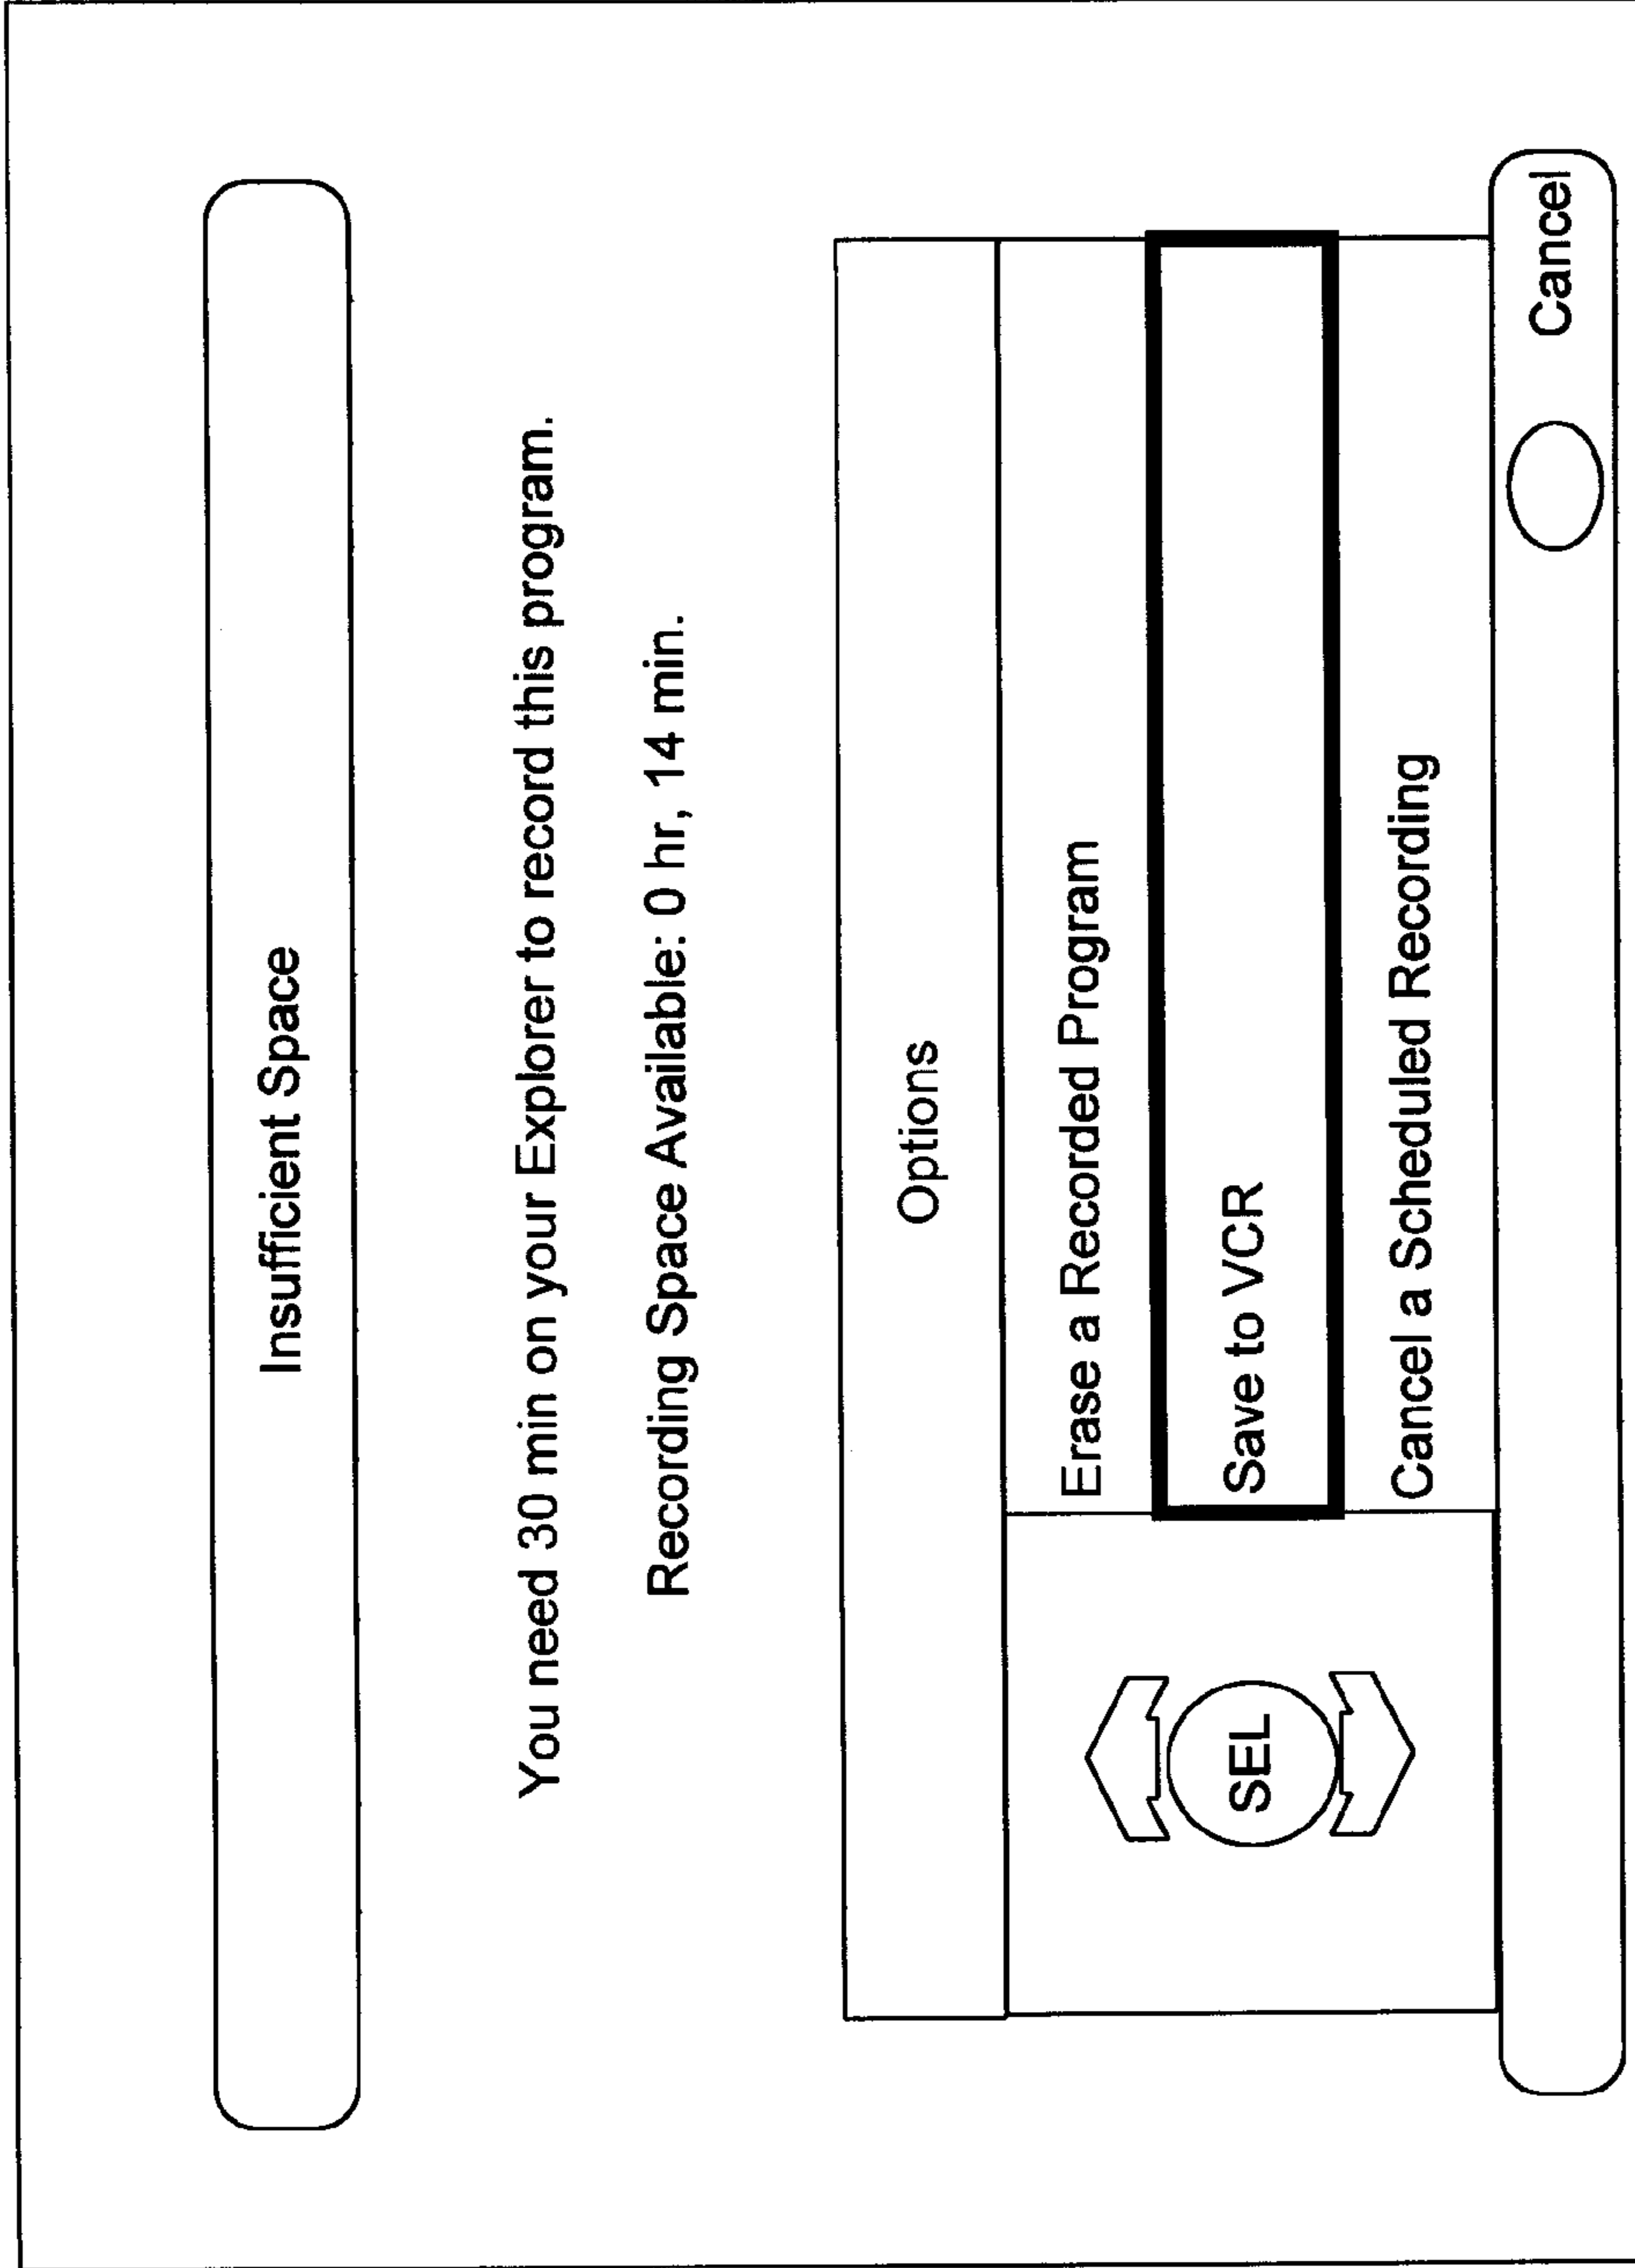 Insufficient Space
You need 30 min on your Explorer to record this program.
Recording Space Available: 0 hr, 14 min.
Options
Erase a Recorded Program
SEL
Save to VCR
Cancel a Scheduled Recording
Cancel